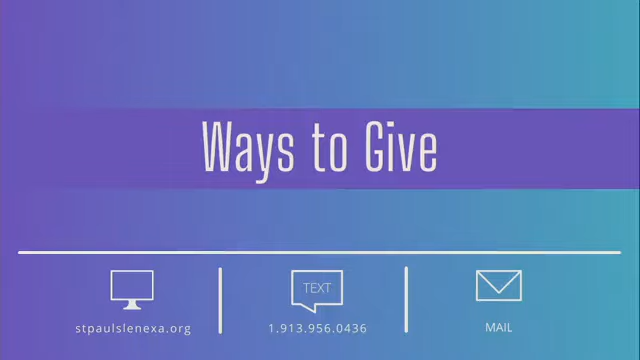 Ways to Give
TEXT
stpaulslenexa.org
1.913.956.0436
MAIL